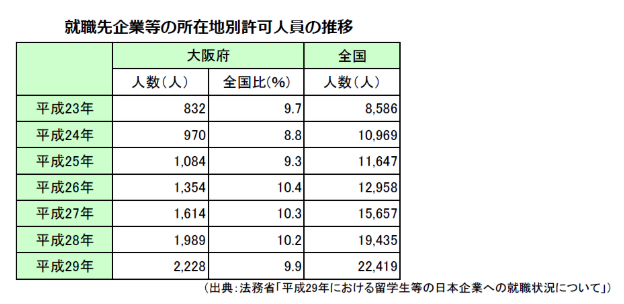 就職先企業等の所在地別許可人員の推移
大阪府 全国
人数(人) 全国比(%) 人数(人)
平成23年 832 9.7 8,586
平成24年 970 8.8 10,969
平成25年 1,084 9.3 11,647
平成26年 1,354 10.4 12,958
平成27年 1,614 10.3 15,657
平成28年 1,989 10.2 19,435
平成29年 2,228 9.9 22,419
(出典:法務省「平成29年における留学生等の日本企業への就職状況について」)